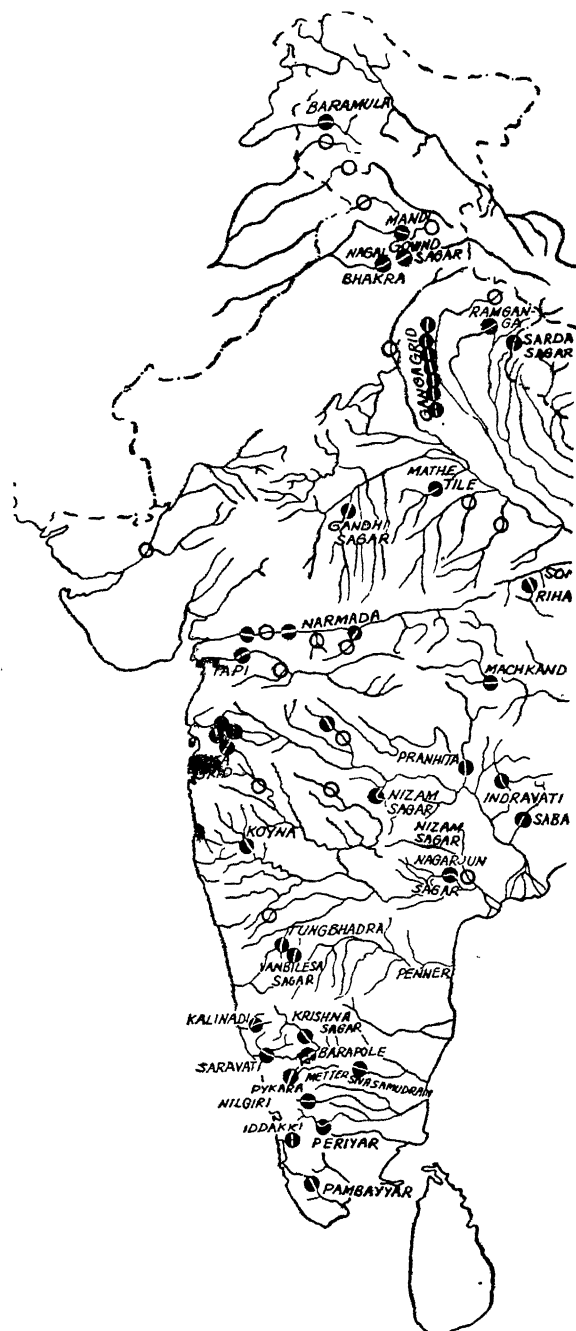 BARAMULA
MANDI
NAGAL GOVIND
SAGAR
BHAKRA
RAMGAN-
GA
SARDA
SAGAR
GANGAGRID
MATHE
TILE
GANDHI
SAGAR
SON
RIHA
NARMADA
TAPI
MACHKAND
PRANHITA
NIZAM
SAGAR
INDRAVATI
SABA
NIZAM
SAGAR
KOYNA
NAGARJUN
SAGAR
TUNGBHADRA
VANBILESA
SAGAR
PENNER
KALINADI
KRISHNA
SAGAR
SARAVATI
BARAPOLE
METTER
SIVASAMUDRAM
PYKARA
NILGIRI
IDDAKKI
PERIYAR
PAMBAYYAR